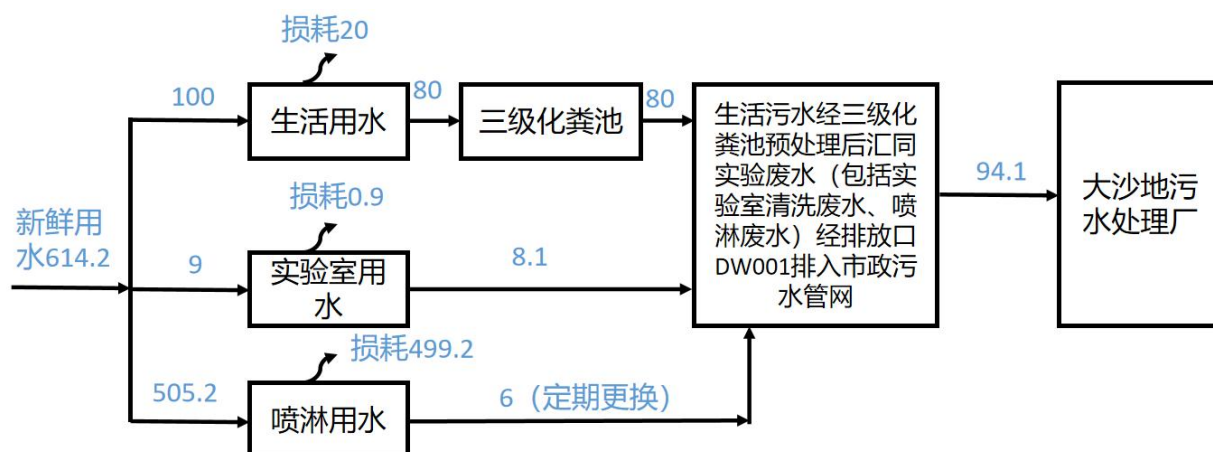 损耗20
100
生活用水
80
三级化粪池
80
生活污水经三级化
粪池预处理后汇同
实验废水（包括实
验室清洗废水、喷
淋废水）经排放口
DW001排入市政污
水管网
94.1
大沙地污
水处理厂
新鲜用
水614.2
损耗0.9
9
实验室用
水
8.1
损耗499.2
505.2
喷淋用水
6（定期更换）